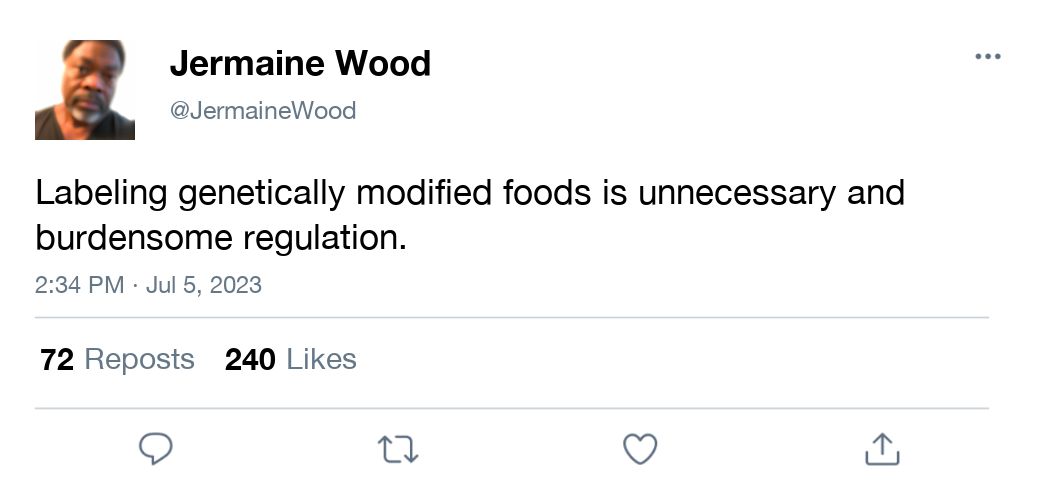 Jermaine Wood
@JermaineWood
Labeling genetically modified foods is unnecessary and
burdensome regulation.
2:34 PM · Jul 5, 2023
72 Reposts 240 Likes